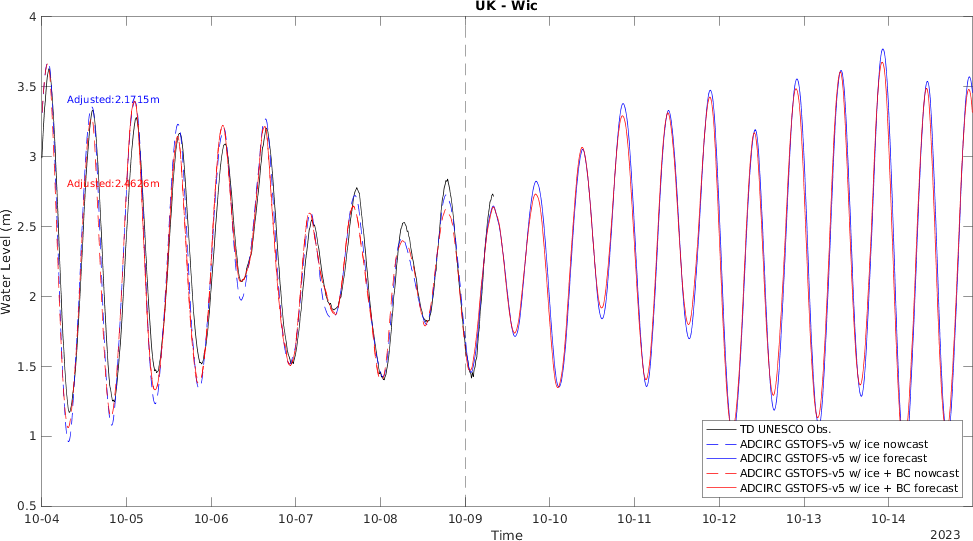 UK - Wic
Water Level (m)
4
3.5
3
2.5
2
1.5
1
0.5
Adjusted:2.1715m
Adjusted:2.4626m
TD UNESCO Obs.
ADCIRC GSTOFS-v5 w/ ice nowcast
ADCIRC GSTOFS-v5 w/ ice forecast
ADCIRC GSTOFS-v5 w/ ice + BC nowcast
ADCIRC GSTOFS-v5 w/ ice + BC forecast
10-04 10-05 10-06 10-07 10-08 10-09 10-10 10-11 10-12 10-13 10-14
Time
2023